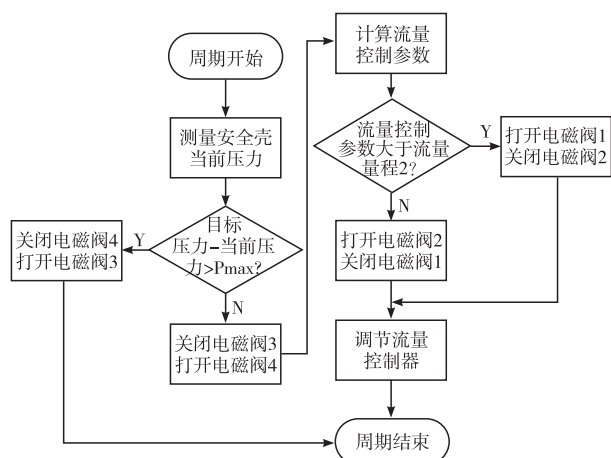 周期开始
测量安全壳
当前压力
目标
压力-当前压
力>Pmax?
Y
关闭电磁阀4
打开电磁阀3
N
关闭电磁阀3
打开电磁阀4
计算流量
控制参数
流量控制
参数大于流量
量程2?
Y
打开电磁阀1
关闭电磁阀2
N
打开电磁阀2
关闭电磁阀1
调节流量
控制器
周期结束